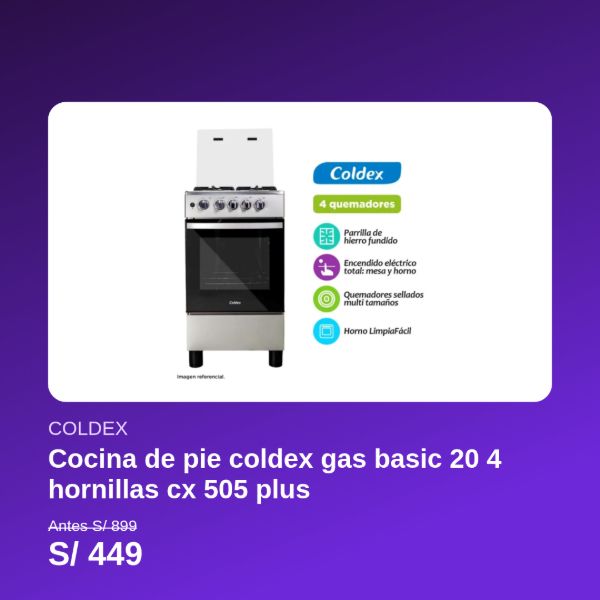 Coldex
4 quemadores
Parrilla de
hierro fundido
Encendido eléctrico
total: mesa y horno
Quemadores sellados
multi tamaños
Horno LimpiaFácil
Coldex
Imagen referencial.
COLDEX
Cocina de pie coldex gas basic 20 4
hornillas cx 505 plus
Antes S/ 899
S/ 449